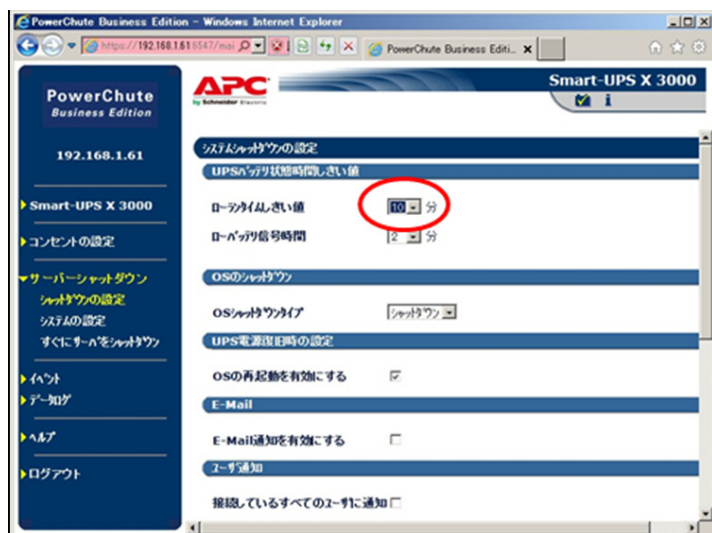 PowerChute Business Edition - Windows Internet Explorer
https://192.168.1.61:6547/mai
PowerChute Business Editi...
PowerChute
Business Edition
APC
by Schneider Electric
Smart-UPS X 3000
192.168.1.61
Smart-UPS X 3000
コンセントの設定
サーバーシャットダウン
ｼｬｯﾄﾀﾞｳﾝの設定
ｼｽﾃﾑの設定
すぐにｻｰﾊﾞをｼｬｯﾄﾀﾞｳﾝ
ｲﾍﾞﾝﾄ
ﾃﾞｰﾀﾛｸﾞ
ﾍﾙﾌﾟ
ログアウト
ｼｽﾃﾑｼｬｯﾄﾀﾞｳﾝの設定
UPSﾊﾞｯﾃﾘ状態時間しきい値
ﾛｰﾗﾝﾀｲﾑしきい値 10 分
ﾛｰﾊﾞｯﾃﾘ信号時間 2 分
OSのｼｬｯﾄﾀﾞｳﾝ
OSｼｬｯﾄﾀﾞｳﾝﾀｲﾌﾟ ｼｬｯﾄﾀﾞｳﾝ
UPS電源復旧時の設定
OSの再起動を有効にする
E-Mail
E-Mail通知を有効にする
ﾕｰｻﾞ通知
接続しているすべてのﾕｰｻﾞに通知